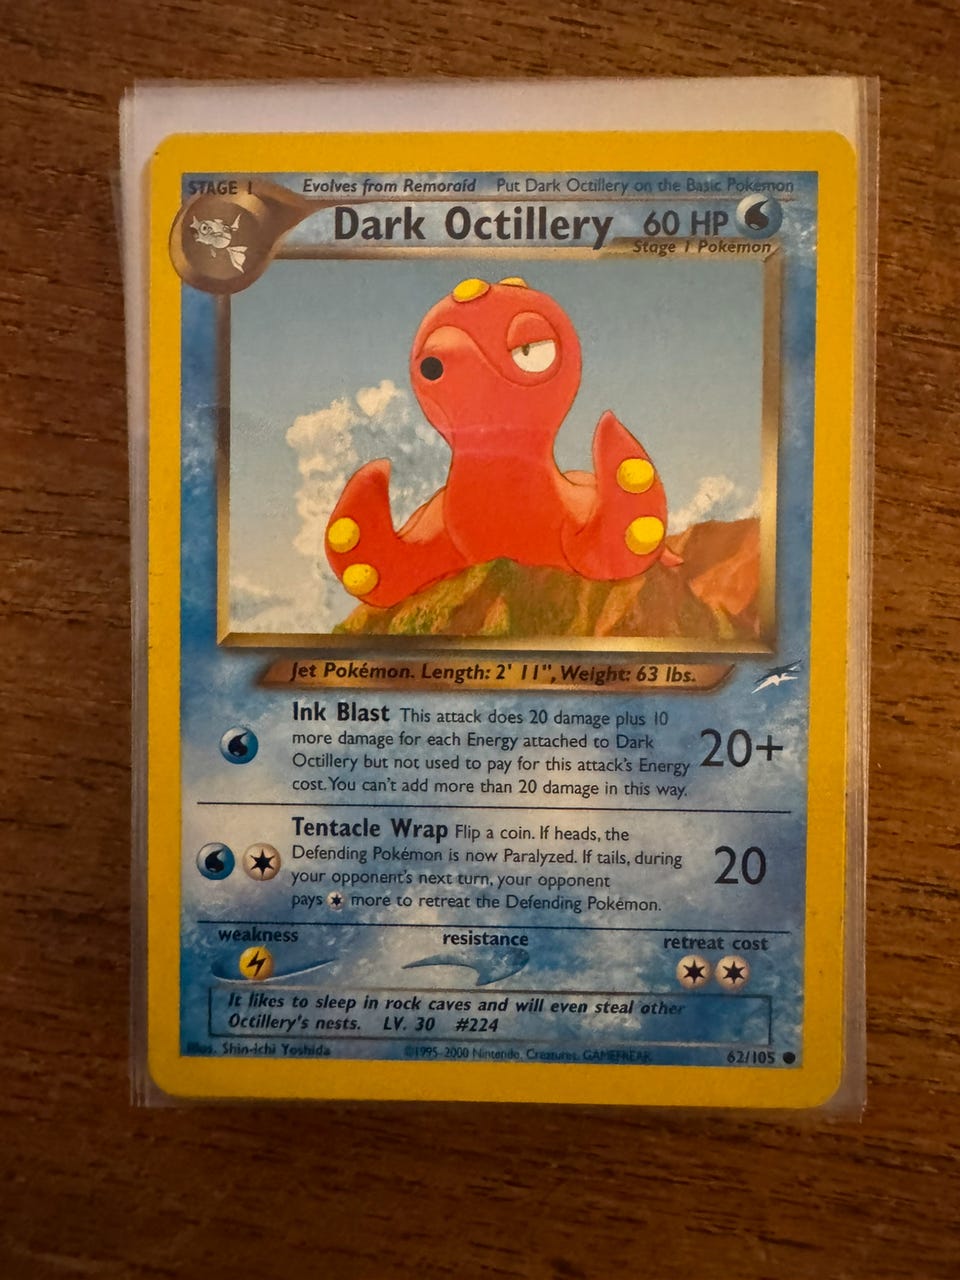 STAGE 1 Evolves from Remoraid Put Dark Octillery on the Basic Pokémon
Dark Octillery 60 HP
Stage 1 Pokémon
Jet Pokémon. Length: 2' 11", Weight: 63 lbs.
Ink Blast This attack does 20 damage plus 10
more damage for each Energy attached to Dark
Octillery but not used to pay for this attack's Energy
cost. You can't add more than 20 damage in this way.
20+
Tentacle Wrap Flip a coin. If heads, the
Defending Pokémon is now Paralyzed. If tails, during
your opponent's next turn, your opponent
pays more to retreat the Defending Pokémon.
20
weakness resistance retreat cost
It likes to sleep in rock caves and will even steal other
Octillery's nests. LV. 30 #224
Illus. Shin-ichi Yoshida ©1995-2000 Nintendo, Creatures, GAMEFREAK 62/105